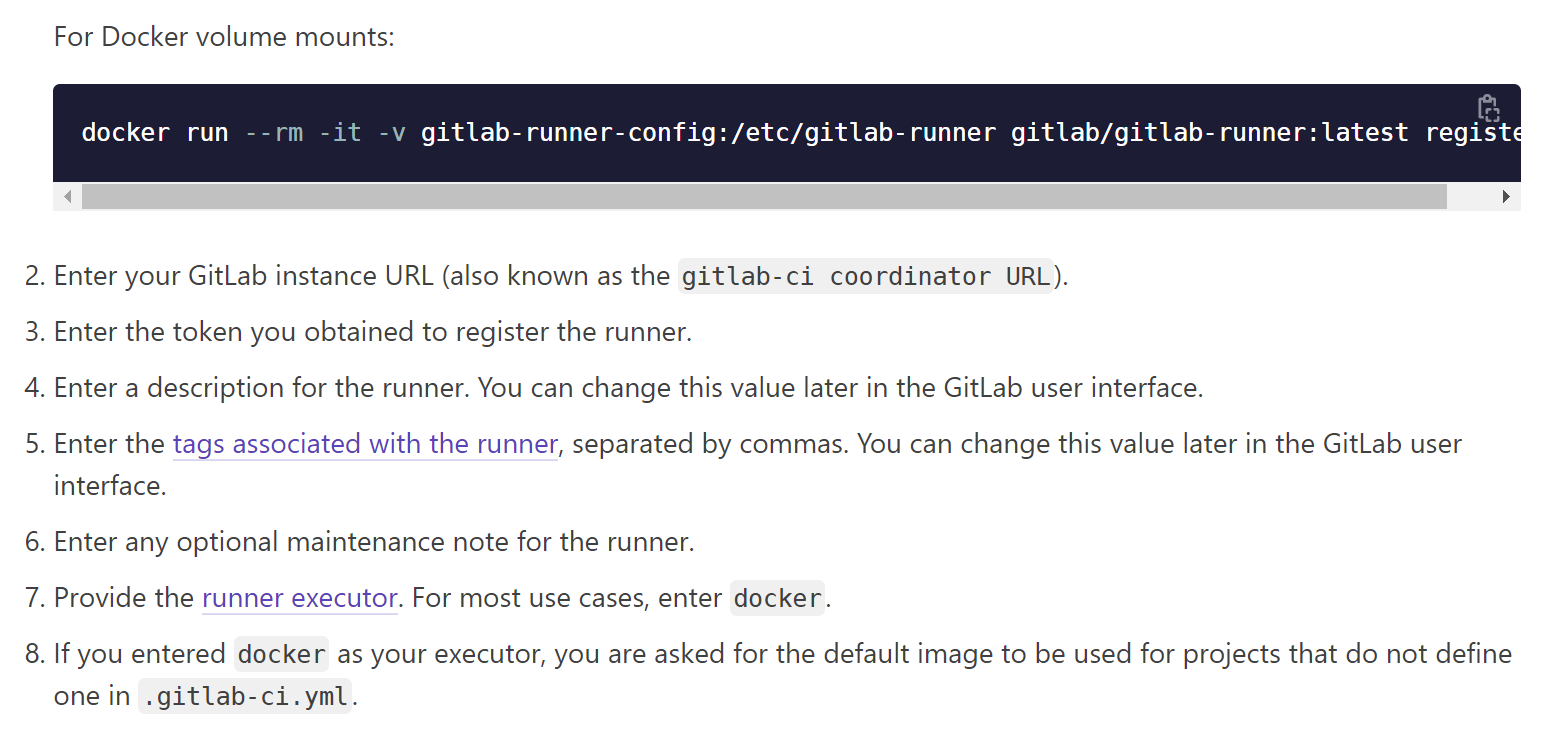 For Docker volume mounts:
docker run --rm -it -v gitlab-runner-config:/etc/gitlab-runner gitlab/gitlab-runner:latest registe
2. Enter your GitLab instance URL (also known as the gitlab-ci coordinator URL).
3. Enter the token you obtained to register the runner.
4. Enter a description for the runner. You can change this value later in the GitLab user interface.
5. Enter the tags associated with the runner, separated by commas. You can change this value later in the GitLab user
interface.
6. Enter any optional maintenance note for the runner.
7. Provide the runner executor. For most use cases, enter docker.
8. If you entered docker as your executor, you are asked for the default image to be used for projects that do not define
one in .gitlab-ci.yml.